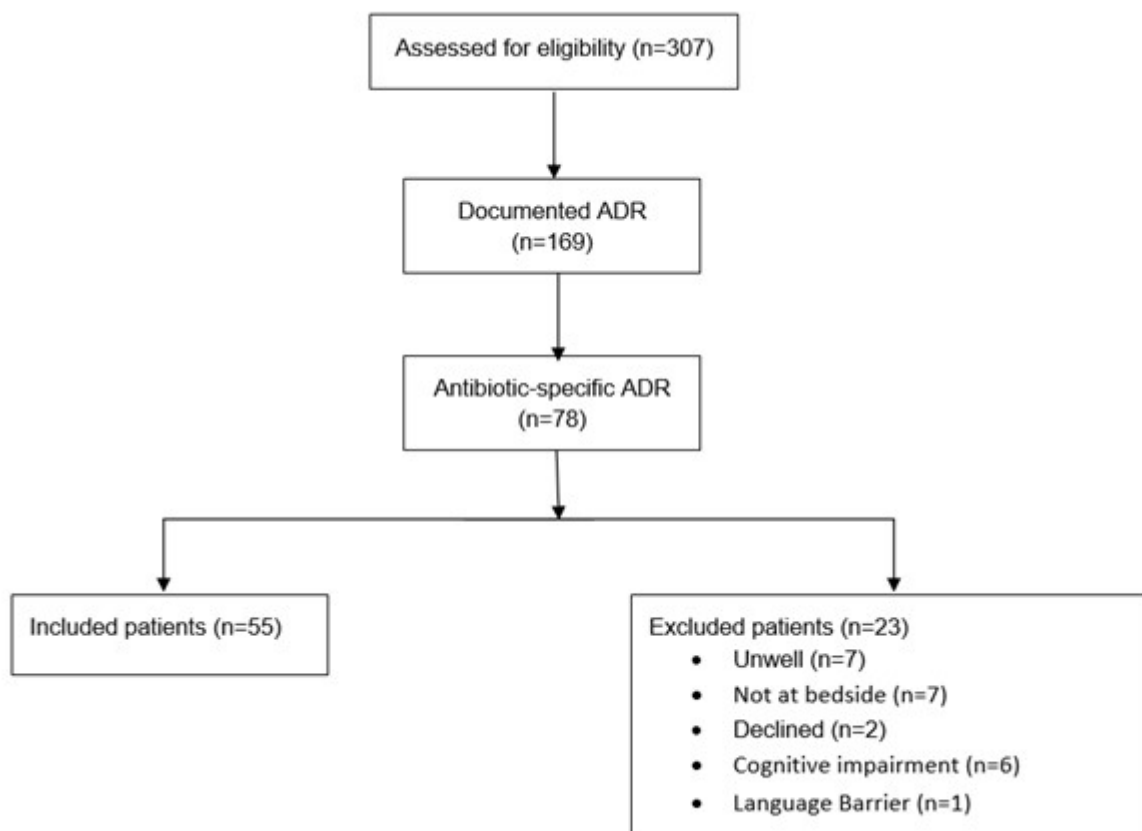 Assessed for eligibility (n=307)
Documented ADR
(n=169)
Antibiotic-specific ADR
(n=78)
Included patients (n=55)
Excluded patients (n=23)
• Unwell (n=7)
• Not at bedside (n=7)
• Declined (n=2)
• Cognitive impairment (n=6)
• Language Barrier (n=1)